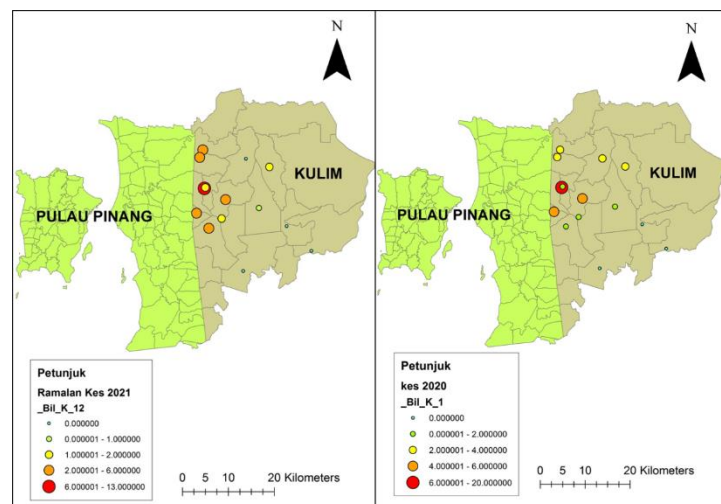 N
KULIM
PULAU PINANG
Petunjuk
Ramalan Kes 2021
_Bil_K_12
0.000000
0.000001 - 1.000000
1.000001 - 2.000000
2.000001 - 6.000000
6.000001 - 13.000000
0 5 10 20 Kilometers
N
KULIM
PULAU PINANG
Petunjuk
kes 2020
_Bil_K_1
0.000000
0.000001 - 2.000000
2.000001 - 4.000000
4.000001 - 6.000000
6.000001 - 20.000000
0 5 10 20 Kilometers